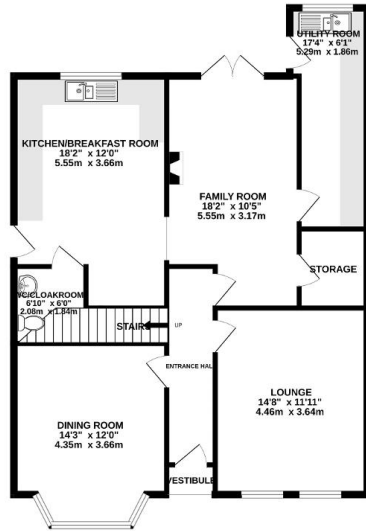 UTILITY ROOM
17'4" x 6'1"
5.29m x 1.86m
KITCHEN/BREAKFAST ROOM
18'2" x 12'0"
5.55m x 3.66m
FAMILY ROOM
18'2" x 10'5"
5.55m x 3.17m
STORAGE
WC/CLOAKROOM
6'10" x 6'0"
2.08m x 1.84m
STAIRS
UP
ENTRANCE HALL
LOUNGE
14'8" x 11'11"
4.46m x 3.64m
DINING ROOM
14'3" x 12'0"
4.35m x 3.66m
VESTIBULE